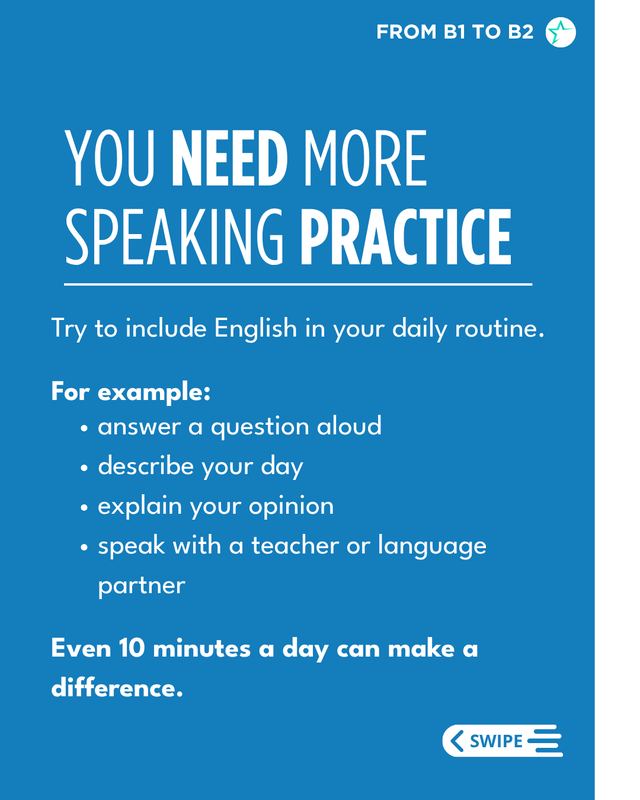 FROM B1 TO B2
YOU NEED MORE
SPEAKING PRACTICE
Try to include English in your daily routine.
For example:
• answer a question aloud
• describe your day
• explain your opinion
• speak with a teacher or language
partner
Even 10 minutes a day can make a
difference.
SWIPE